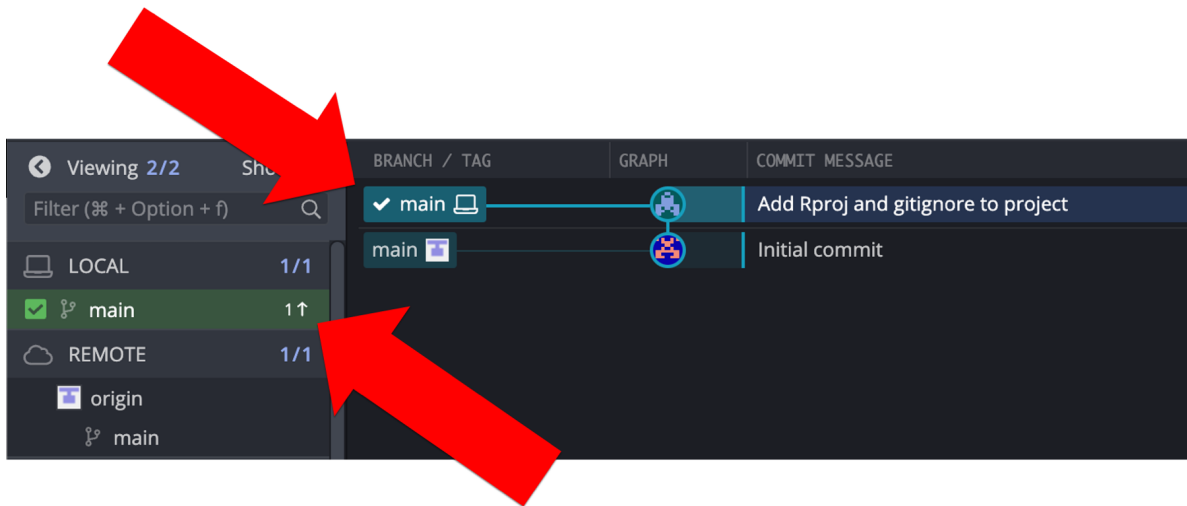 Viewing 2/2 Sho
Filter (⌘ + Option + f)
LOCAL 1/1
main 1↑
REMOTE 1/1
origin
main
BRANCH / TAG GRAPH COMMIT MESSAGE
main Add Rproj and gitignore to project
main Initial commit